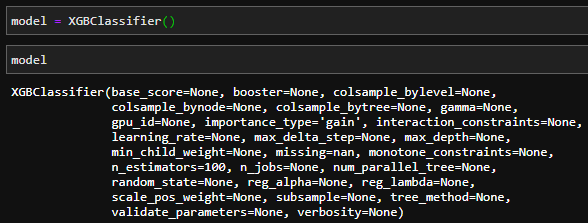 model = XGBClassifier()
model
XGBClassifier(base_score=None, booster=None, colsample_bylevel=None,
colsample_bynode=None, colsample_bytree=None, gamma=None,
gpu_id=None, importance_type='gain', interaction_constraints=None,
learning_rate=None, max_delta_step=None, max_depth=None,
min_child_weight=None, missing=nan, monotone_constraints=None,
n_estimators=100, n_jobs=None, num_parallel_tree=None,
random_state=None, reg_alpha=None, reg_lambda=None,
scale_pos_weight=None, subsample=None, tree_method=None,
validate_parameters=None, verbosity=None)